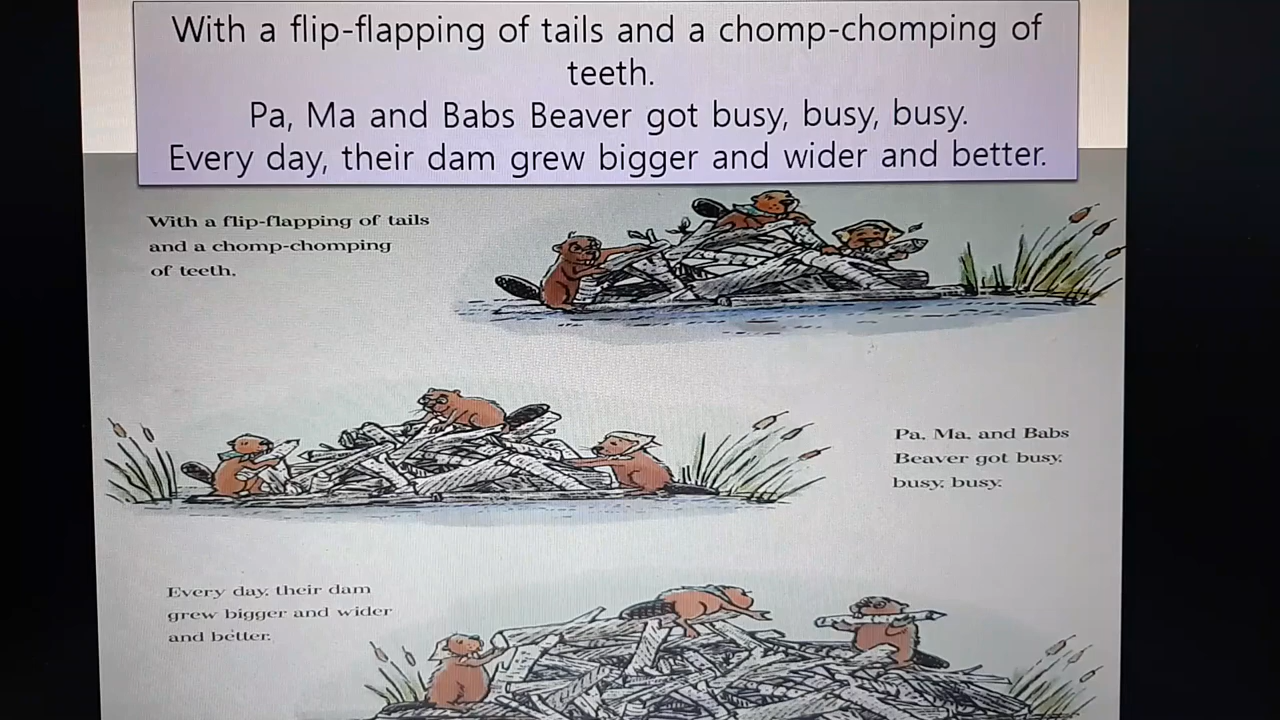 With a flip-flapping of tails and a chomp-chomping of
teeth.
Pa, Ma and Babs Beaver got busy, busy, busy.
Every day, their dam grew bigger and wider and better.
With a flip-flapping of tails
and a chomp-chomping
of teeth.
Pa, Ma, and Babs
Beaver got busy,
busy, busy.
Every day, their dam
grew bigger and wider
and better.